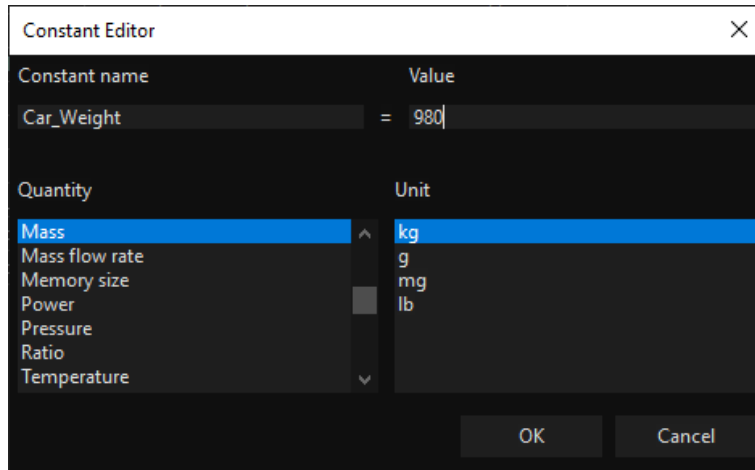 Constant Editor
Constant name Value
Car_Weight = 980
Quantity Unit
Mass kg
Mass flow rate g
Memory size mg
Power lb
Pressure
Ratio
Temperature
OK Cancel